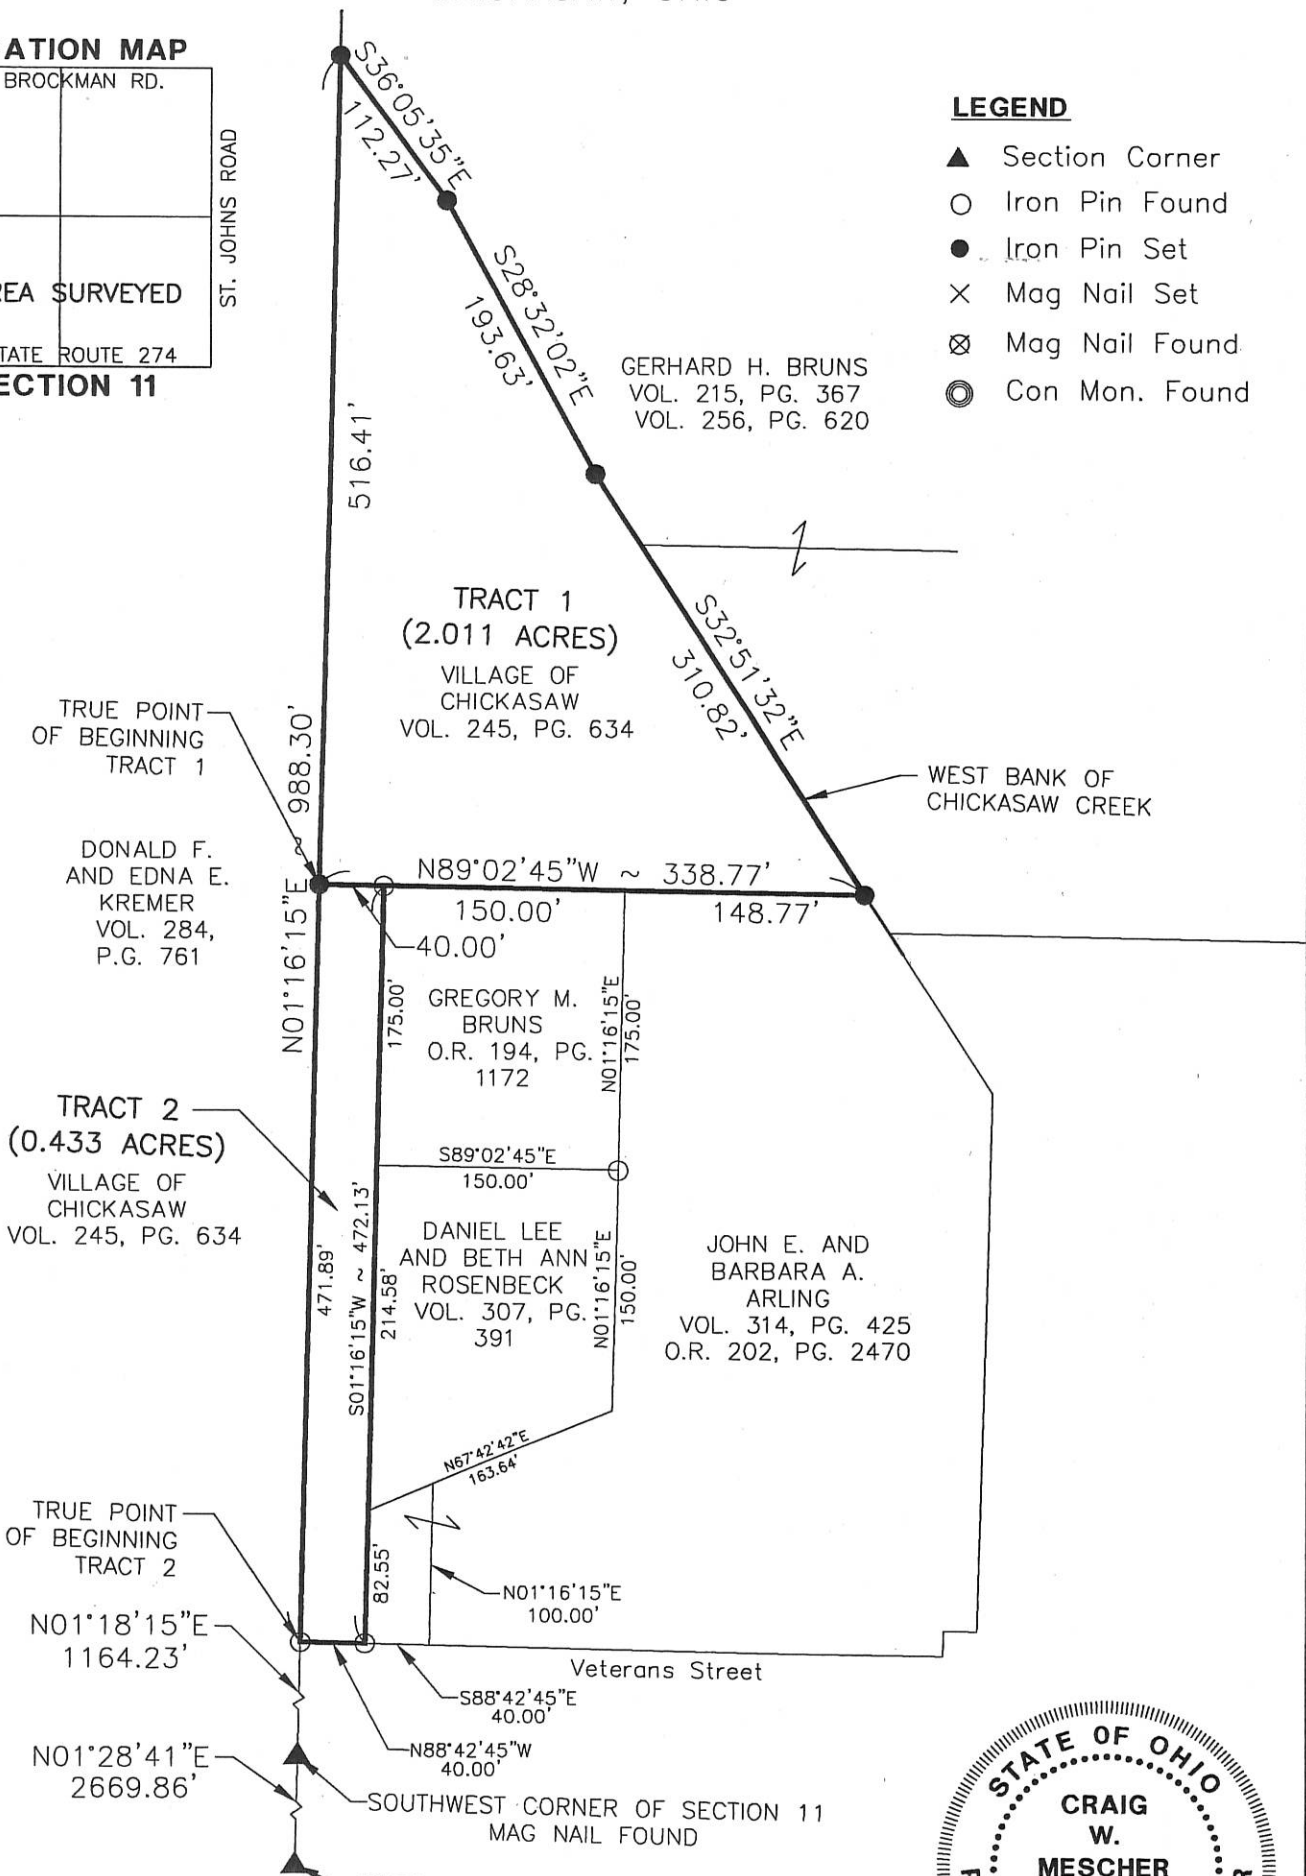 ATION MAP
BROCKMAN RD.
ST. JOHNS ROAD
REA SURVEYED
TATE ROUTE 274
ECTION 11
LEGEND
Section Corner
Iron Pin Found
Iron Pin Set
Mag Nail Set
Mag Nail Found
Con Mon. Found
S36°05'35"E
112.27'
S28°32'02"E
193.63'
GERHARD H. BRUNS
VOL. 215, PG. 367
VOL. 256, PG. 620
516.41'
TRACT 1
(2.011 ACRES)
VILLAGE OF
CHICKASAW
VOL. 245, PG. 634
S32°51'32"E
310.82'
TRUE POINT
OF BEGINNING
TRACT 1
WEST BANK OF
CHICKASAW CREEK
N01°16'15"E ~ 988.30'
DONALD F.
AND EDNA E.
KREMER
VOL. 284,
P.G. 761
N89°02'45"W ~ 338.77'
150.00'
148.77'
40.00'
175.00'
GREGORY M.
BRUNS
O.R. 194, PG.
1172
N01°16'15"E
175.00'
TRACT 2
(0.433 ACRES)
VILLAGE OF
CHICKASAW
VOL. 245, PG. 634
S89°02'45"E
150.00'
471.89'
S01°16'15"W ~ 472.13'
214.58'
DANIEL LEE
AND BETH ANN
ROSENBECK
VOL. 307, PG.
391
N01°16'15"E
150.00'
JOHN E. AND
BARBARA A.
ARLING
VOL. 314, PG. 425
O.R. 202, PG. 2470
N67°42'42"E
163.64'
TRUE POINT
OF BEGINNING
TRACT 2
82.55'
N01°16'15"E
100.00'
N01°18'15"E
1164.23'
Veterans Street
S88°42'45"E
40.00'
N88°42'45"W
40.00'
N01°28'41"E
2669.86'
SOUTHWEST CORNER OF SECTION 11
MAG NAIL FOUND
STATE OF OHIO
CRAIG
W.
MESCHER